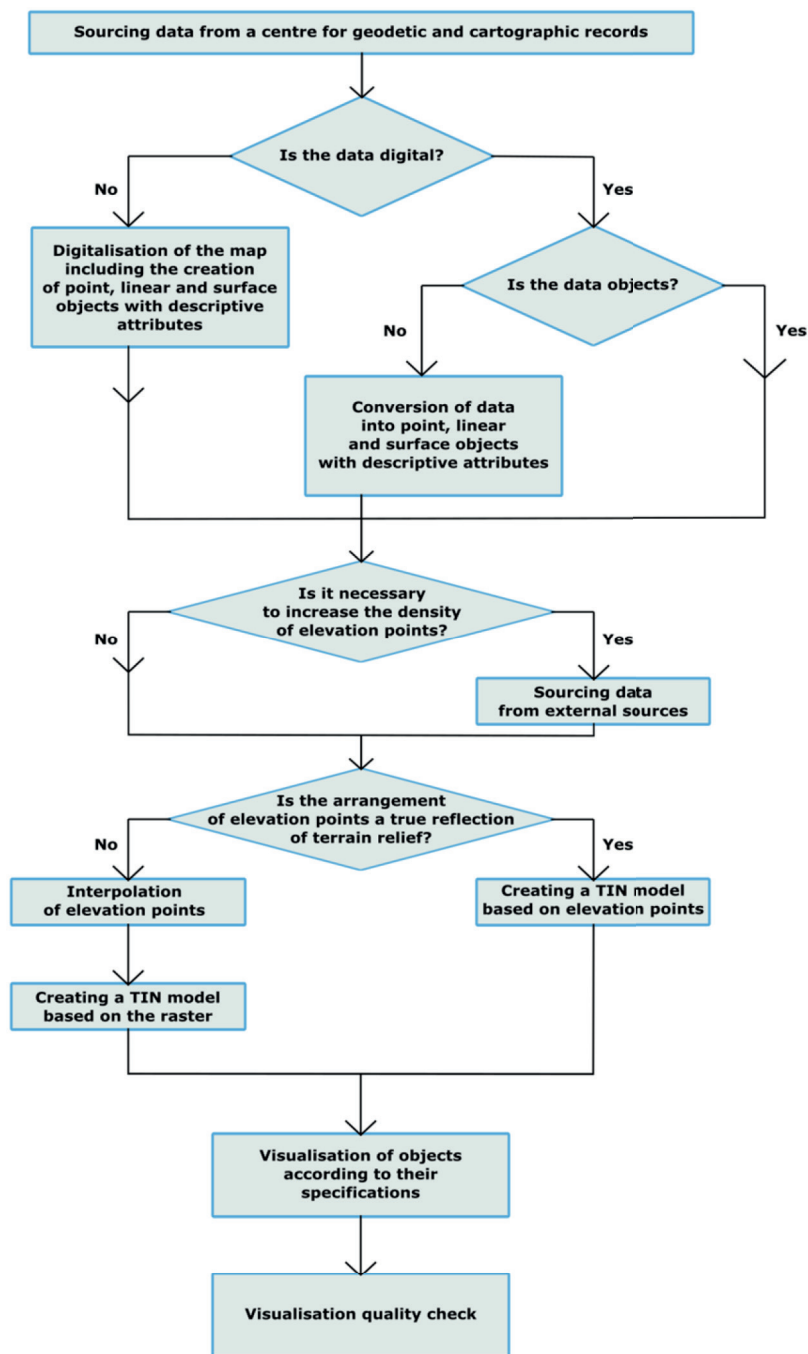 Sourcing data from a centre for geodetic and cartographic records
Is the data digital?
No
Yes
Digitalisation of the map
including the creation
of point, linear and surface
objects with descriptive
attributes
Is the data objects?
No
Yes
Conversion of data
into point, linear
and surface objects
with descriptive attributes
Is it necessary
to increase the density
of elevation points?
No
Yes
Sourcing data
from external sources
Is the arrangement
of elevation points a true reflection
of terrain relief?
No
Yes
Interpolation
of elevation points
Creating a TIN model
based on elevation points
Creating a TIN model
based on the raster
Visualisation of objects
according to their
specifications
Visualisation quality check